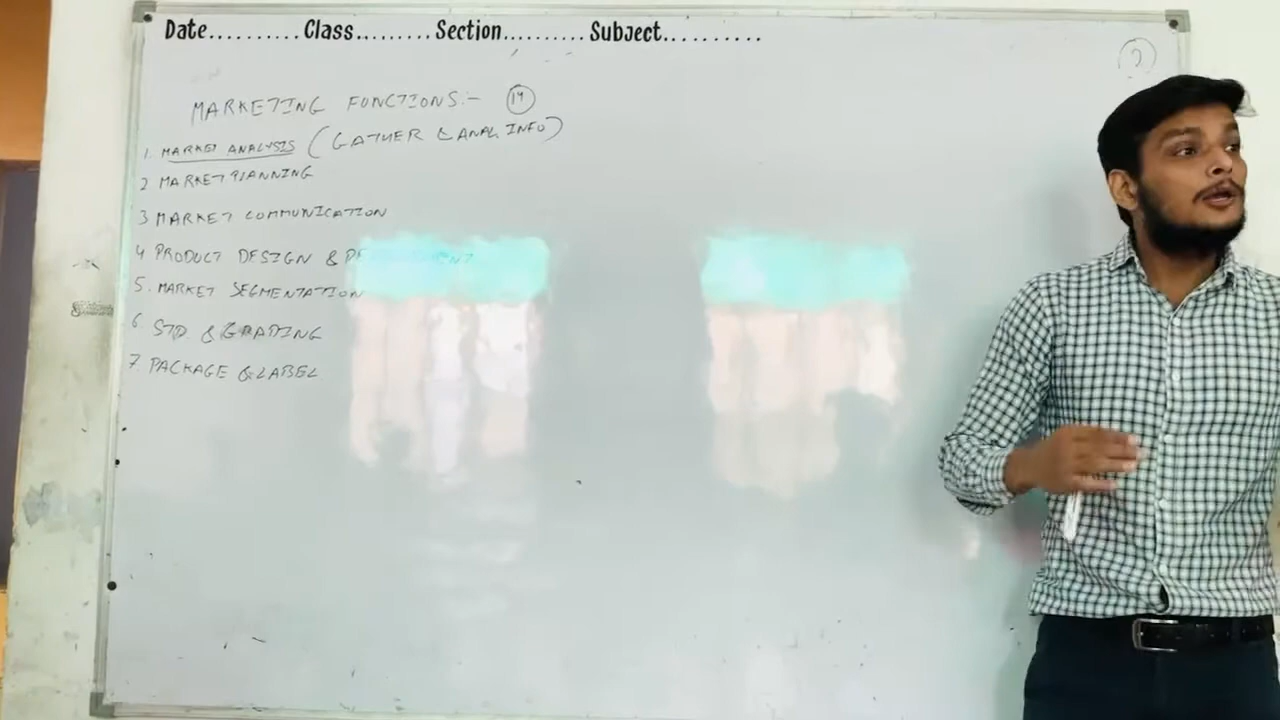 Date.......... Class......... Section.......... Subject..........
MARKETING FUNCTIONS:- 14
1. MARKET ANALYSIS (GATHER & ANAL. INFO)
2 MARKET PLANNING
3 MARKET COMMUNICATION
4 PRODUCT DESIGN &
5. MARKET SEGMENTATION
6 STD. & GRADING
7. PACKAGE & LABEL